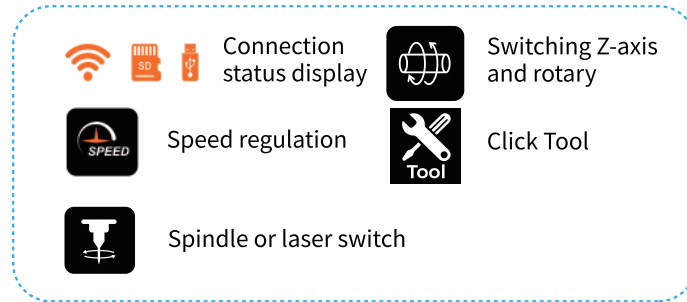 SD
Connection
status display
Switching Z-axis
and rotary
SPEED
Speed regulation
Tool
Click Tool
Spindle or laser switch